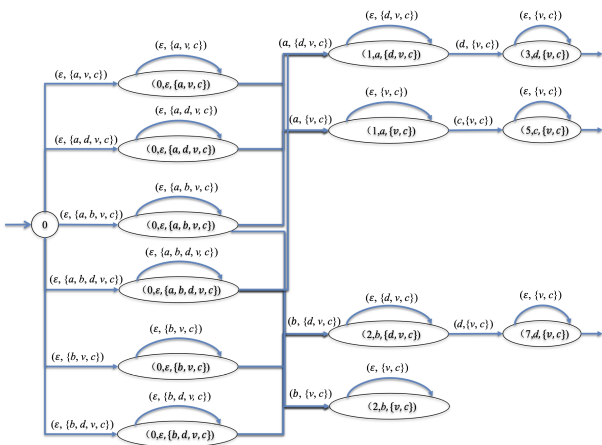 (ε, {d, v, c})
(ε, {v, c})
(ε, {a, v, c})
(a, {d, v, c})
(1,a,{d, v, c})
(d, {v, c})
(3,d,{v, c})
(ε, {a, v, c})
(0,ε,{a, v, c})
(ε, {v, c})
(ε, {v, c})
(ε, {a, d, v, c})
(a, {v, c})
(1,a,{v, c})
(c,{v, c})
(5,c,{v, c})
(ε, {a, d, v, c})
(0,ε,{a, d, v, c})
(ε, {a, b, v, c})
(ε, {a, b, v, c})
0
(0,ε,{a, b, v, c})
(ε, {a, b, d, v, c})
(ε, {a, b, d, v, c})
(0,ε,{a, b, d, v, c})
(ε, {d, v, c})
(ε, {v, c})
(ε, {b, v, c})
(b, {d, v, c})
(2,b,{d, v, c})
(d,{v, c})
(7,d,{v, c})
(ε, {b, v, c})
(0,ε,{b, v, c})
(ε, {v, c})
(ε, {b, d, v, c})
(b, {v, c})
(2,b,{v, c})
(ε, {b, d, v, c})
(0,ε,{b, d, v, c})